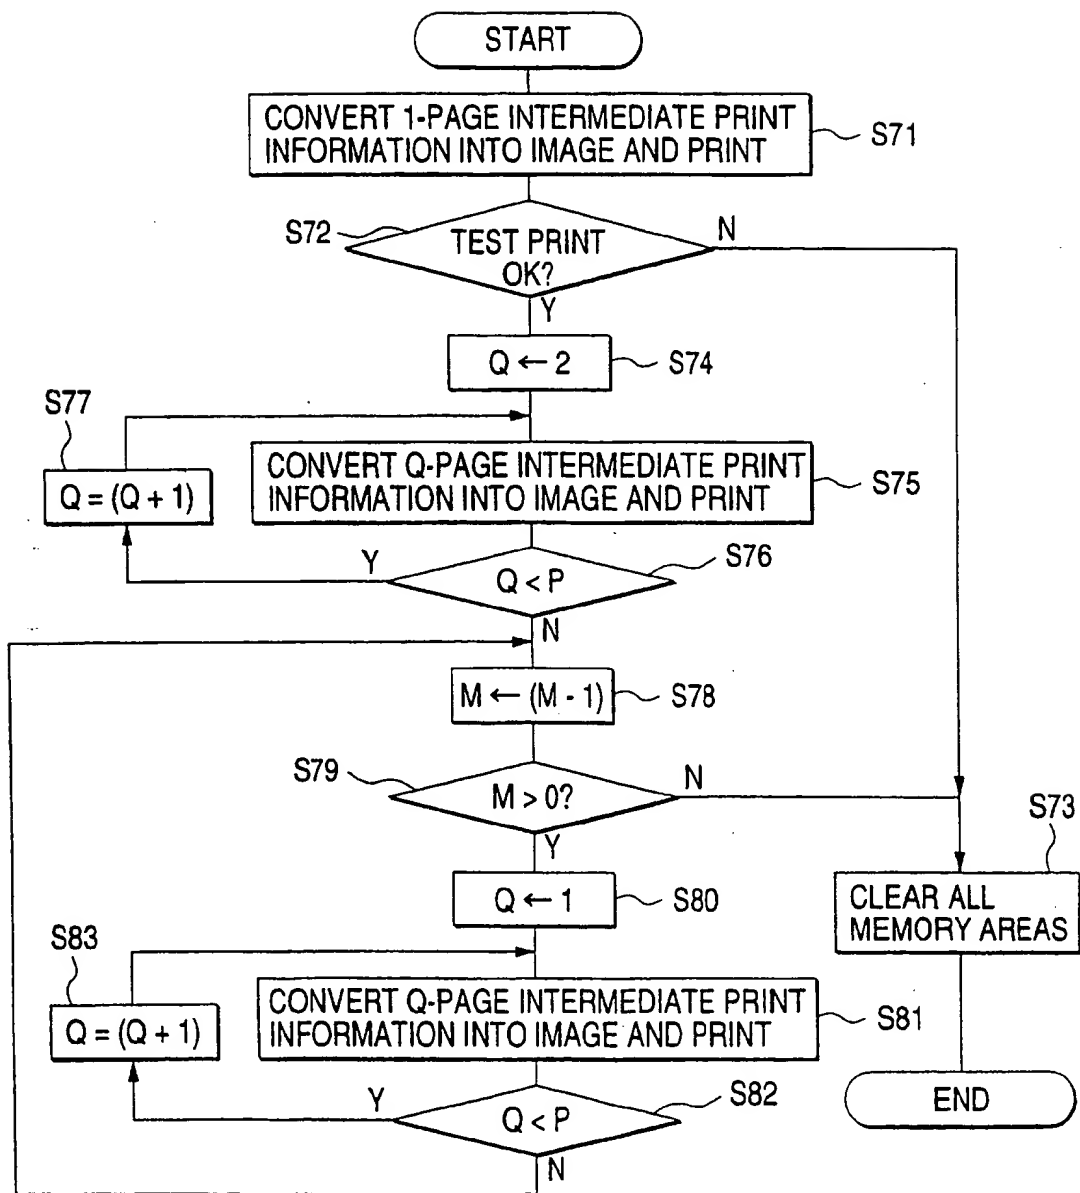 START
CONVERT 1-PAGE INTERMEDIATE PRINT
INFORMATION INTO IMAGE AND PRINT
S71
S72
TEST PRINT
OK?
N
Y
Q ← 2
S74
S77
Q = (Q + 1)
CONVERT Q-PAGE INTERMEDIATE PRINT
INFORMATION INTO IMAGE AND PRINT
S75
Y
Q < P
S76
N
M ← (M - 1)
S78
S79
M > 0?
N
Y
S73
CLEAR ALL
MEMORY AREAS
Q ← 1
S80
S83
Q = (Q + 1)
CONVERT Q-PAGE INTERMEDIATE PRINT
INFORMATION INTO IMAGE AND PRINT
S81
Y
Q < P
S82
N
END